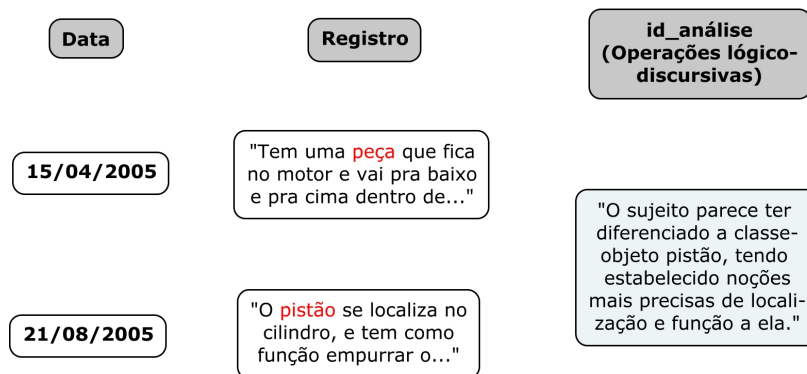 Data
Registro
id_análise
(Operações lógico-
discursivas)
15/04/2005
"Tem uma peça que fica
no motor e vai pra baixo
e pra cima dentro de..."
21/08/2005
"O pistão se localiza no
cilindro, e tem como
função empurrar o..."
"O sujeito parece ter
diferenciado a classe-
objeto pistão, tendo
estabelecido noções
mais precisas de locali-
zação e função a ela."